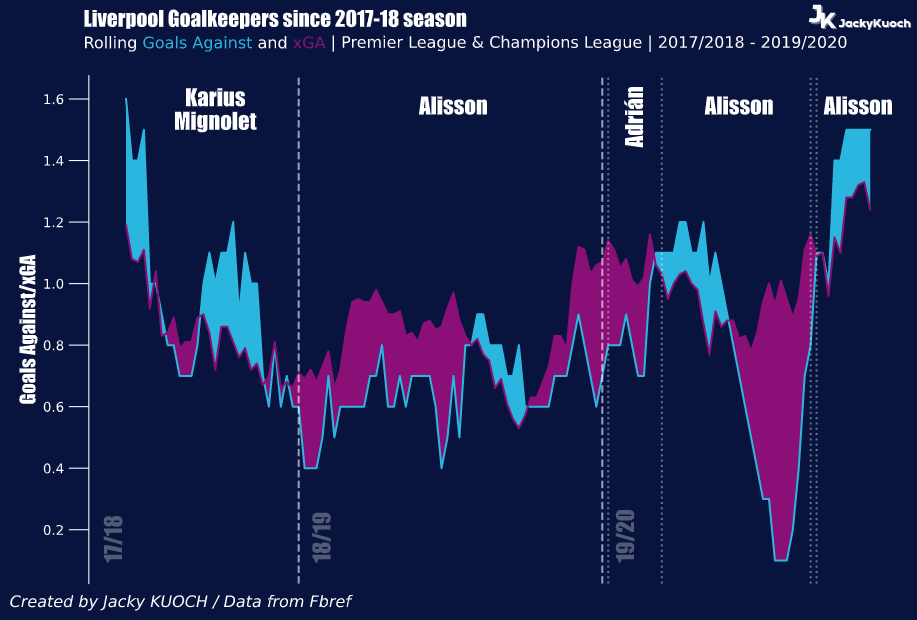 Liverpool Goalkeepers since 2017-18 season
JK JackyKuoch
Rolling Goals Against and xGA | Premier League & Champions League | 2017/2018 - 2019/2020
Karius
Mignolet
Alisson
Adrián
Alisson
Alisson
Goals Against/xGA
1.6
1.4
1.2
1.0
0.8
0.6
0.4
0.2
17/18
18/19
19/20
Created by Jacky KUOCH / Data from Fbref